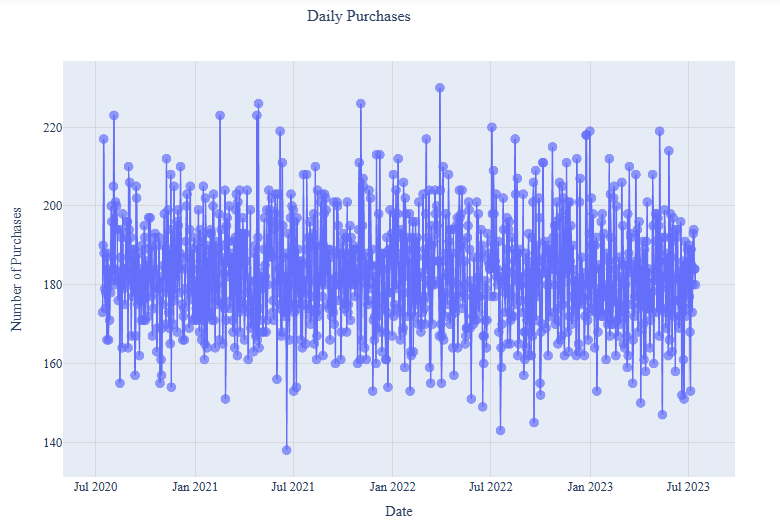 Daily Purchases
Number of Purchases
220
200
180
160
140
Jul 2020 Jan 2021 Jul 2021 Jan 2022 Jul 2022 Jan 2023 Jul 2023
Date